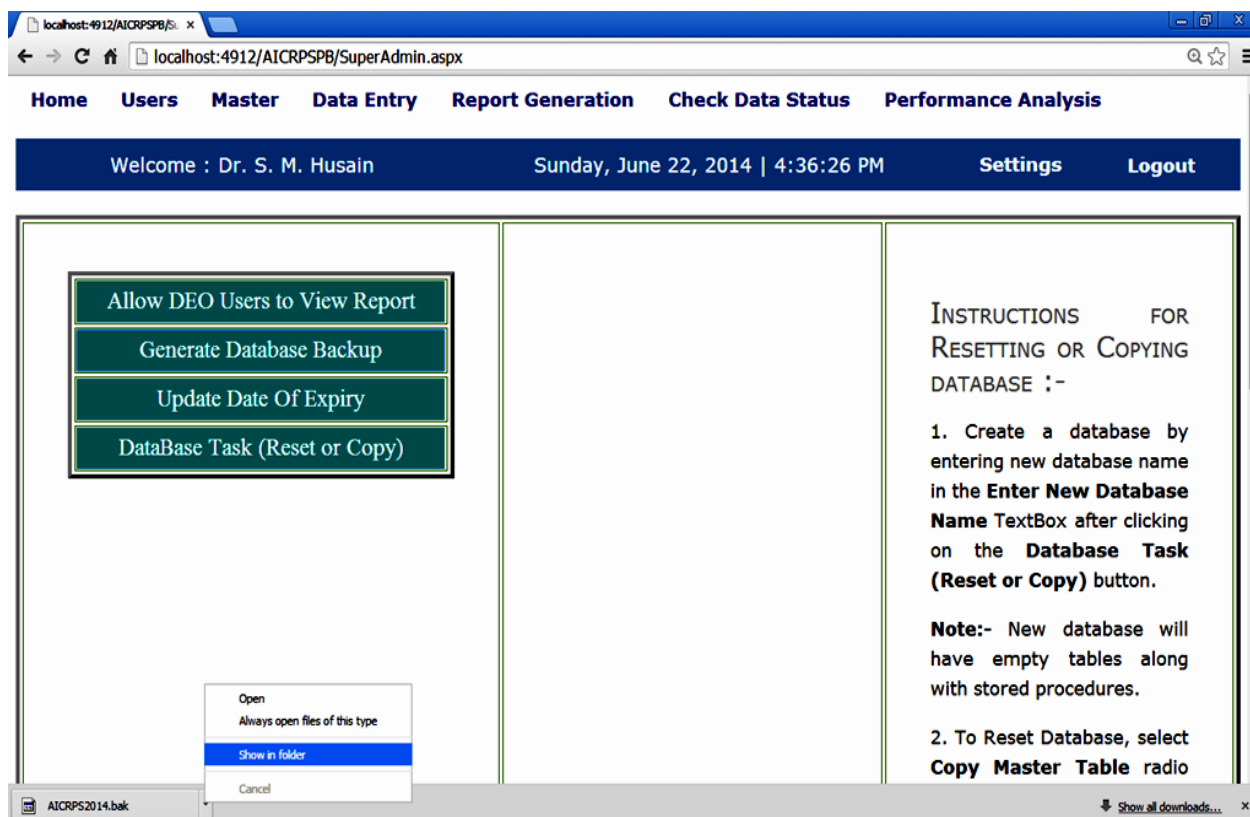 localhost:4912/AICRPSPB/Su
localhost:4912/AICRPSPB/SuperAdmin.aspx
Home Users Master Data Entry Report Generation Check Data Status Performance Analysis
Welcome : Dr. S. M. Husain Sunday, June 22, 2014 | 4:36:26 PM Settings Logout
Allow DEO Users to View Report
Generate Database Backup
Update Date Of Expiry
DataBase Task (Reset or Copy)
INSTRUCTIONS FOR
RESETTING OR COPYING
DATABASE :-
1. Create a database by
entering new database name
in the Enter New Database
Name TextBox after clicking
on the Database Task
(Reset or Copy) button.
Note:- New database will
have empty tables along
with stored procedures.
2. To Reset Database, select
Copy Master Table radio
Open
Always open files of this type
Show in folder
Cancel
AICRPS2014.bak
Show all downloads...